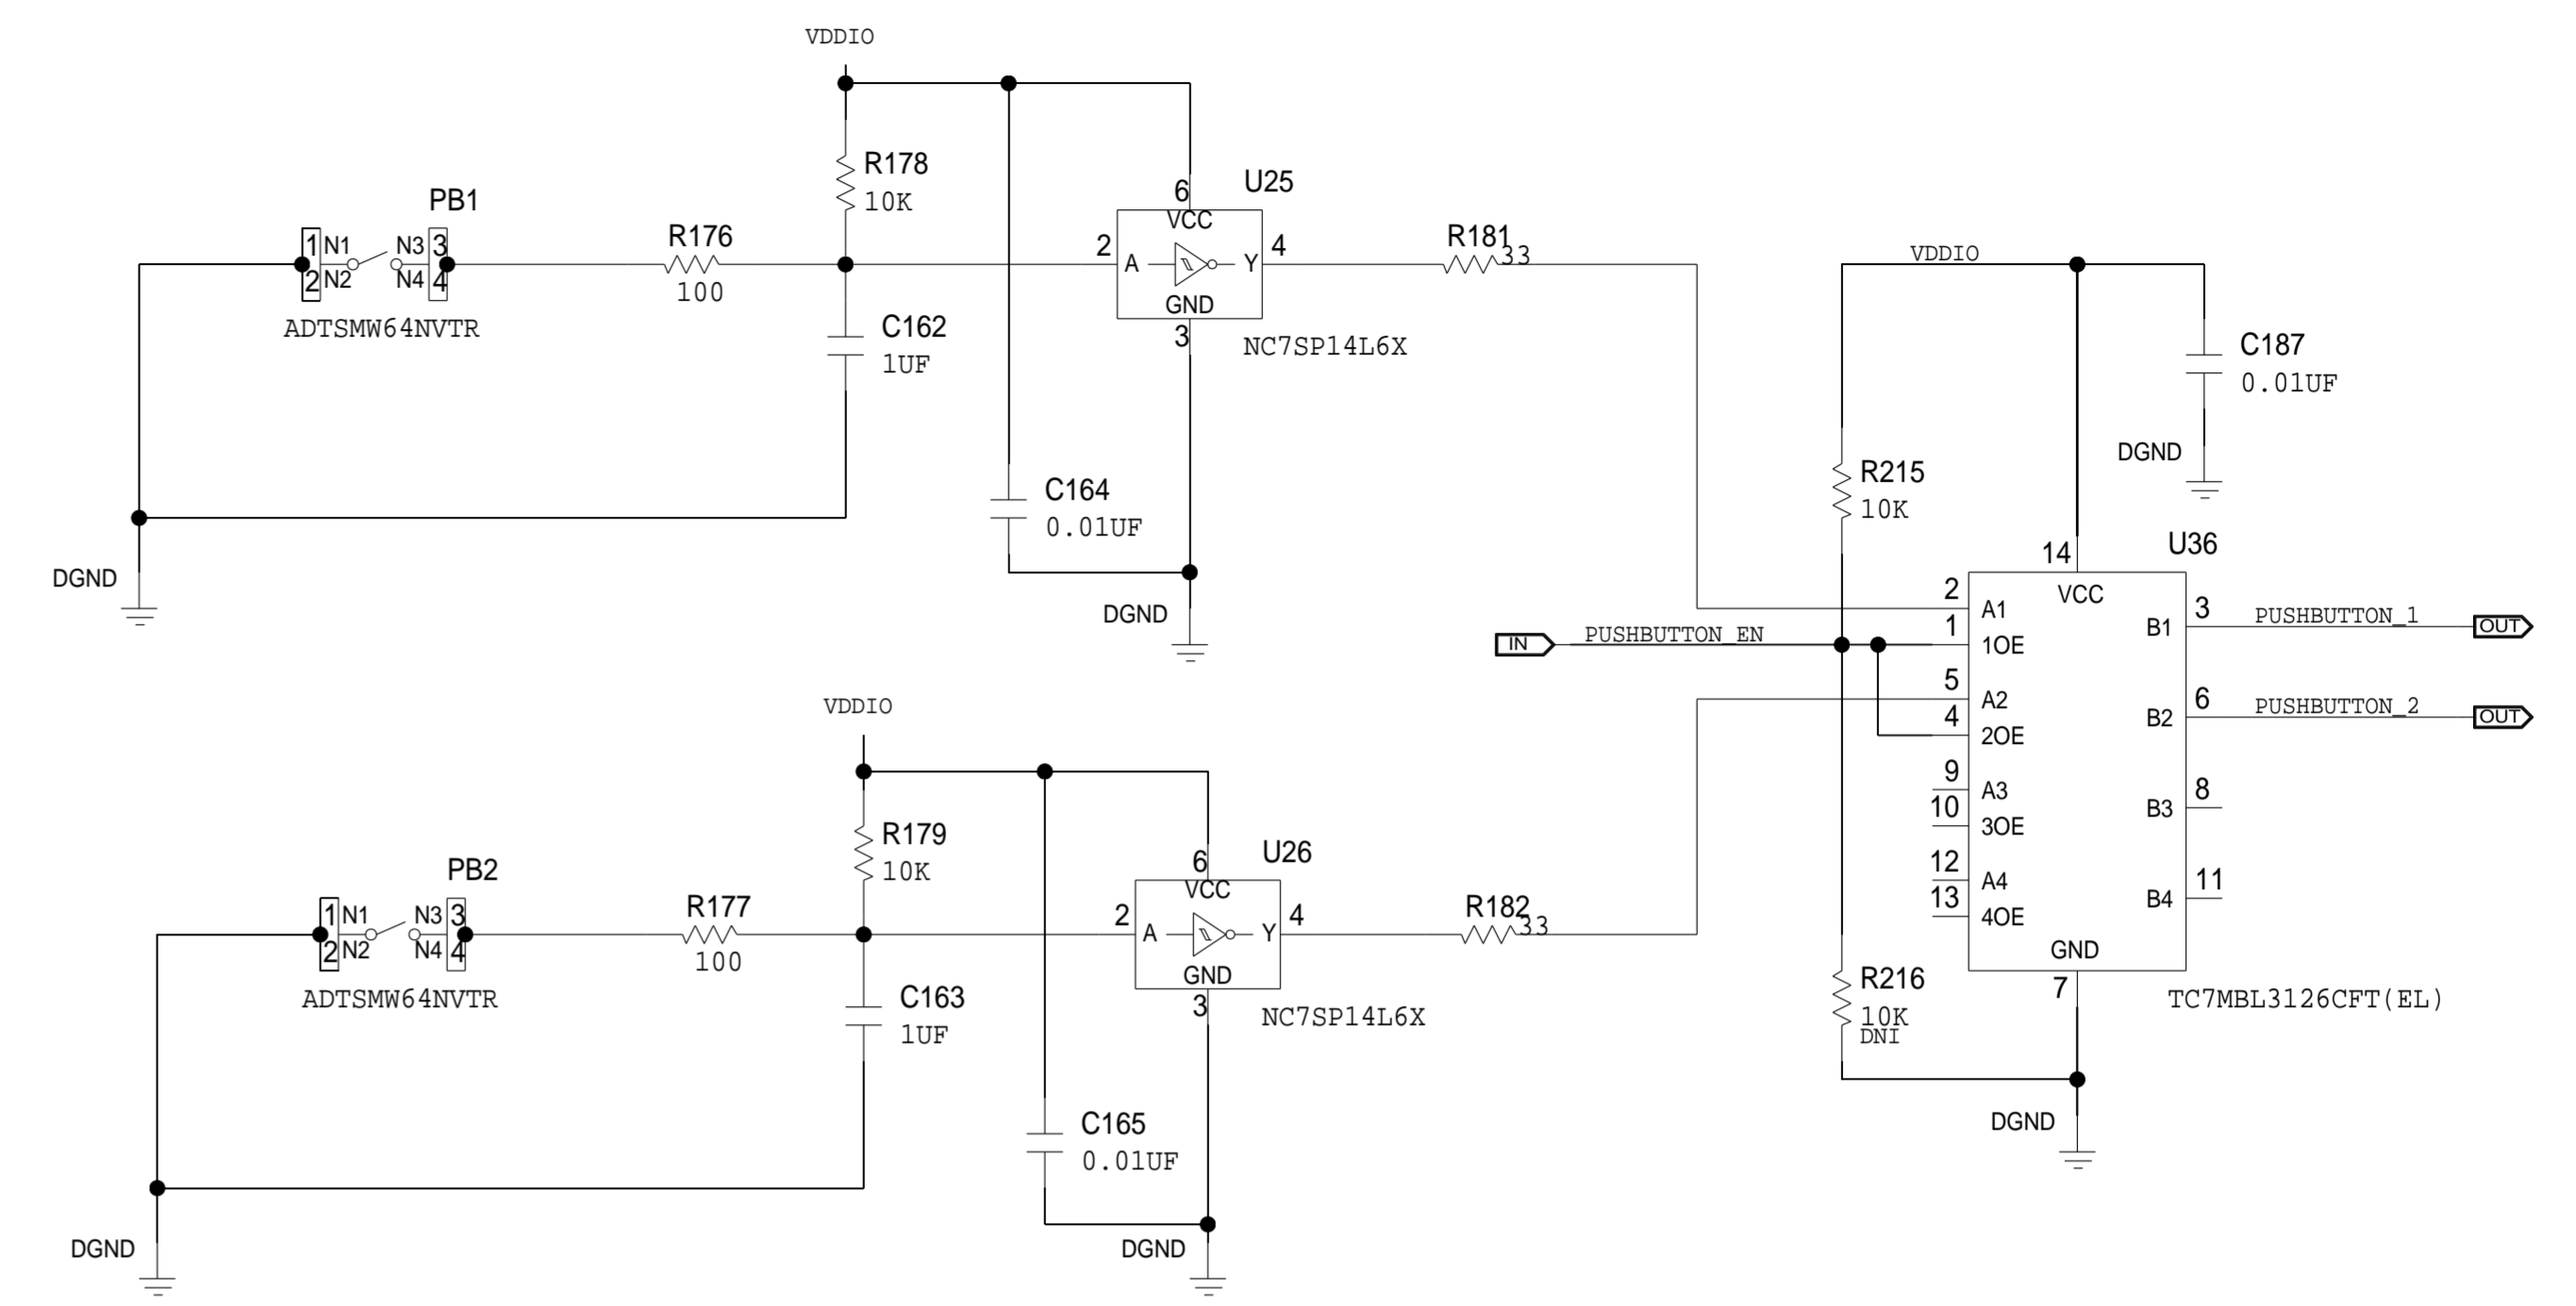 VDDIO
R178
10K
U25
6
VCC
PB1
1 N1 N3 3
2 N2 N4 4
ADTSMW64NVTR
R176
100
2 A Y 4
GND
3
NC7SP14L6X
R181
33
C162
1UF
C164
0.01UF
DGND
DGND
VDDIO
C187
0.01UF
DGND
R215
10K
U36
14
VCC
2 A1
1 1OE
5 A2
4 2OE
9 A3
10 3OE
12 A4
13 4OE
B1 3
B2 6
B3 8
B4 11
GND
7
TC7MBL3126CFT(EL)
IN PUSHBUTTON_EN
PUSHBUTTON_1 OUT
PUSHBUTTON_2 OUT
R216
10K
DNI
DGND
VDDIO
R179
10K
U26
6
VCC
PB2
1 N1 N3 3
2 N2 N4 4
ADTSMW64NVTR
R177
100
2 A Y 4
GND
3
NC7SP14L6X
R182
33
C163
1UF
C165
0.01UF
DGND
DGND